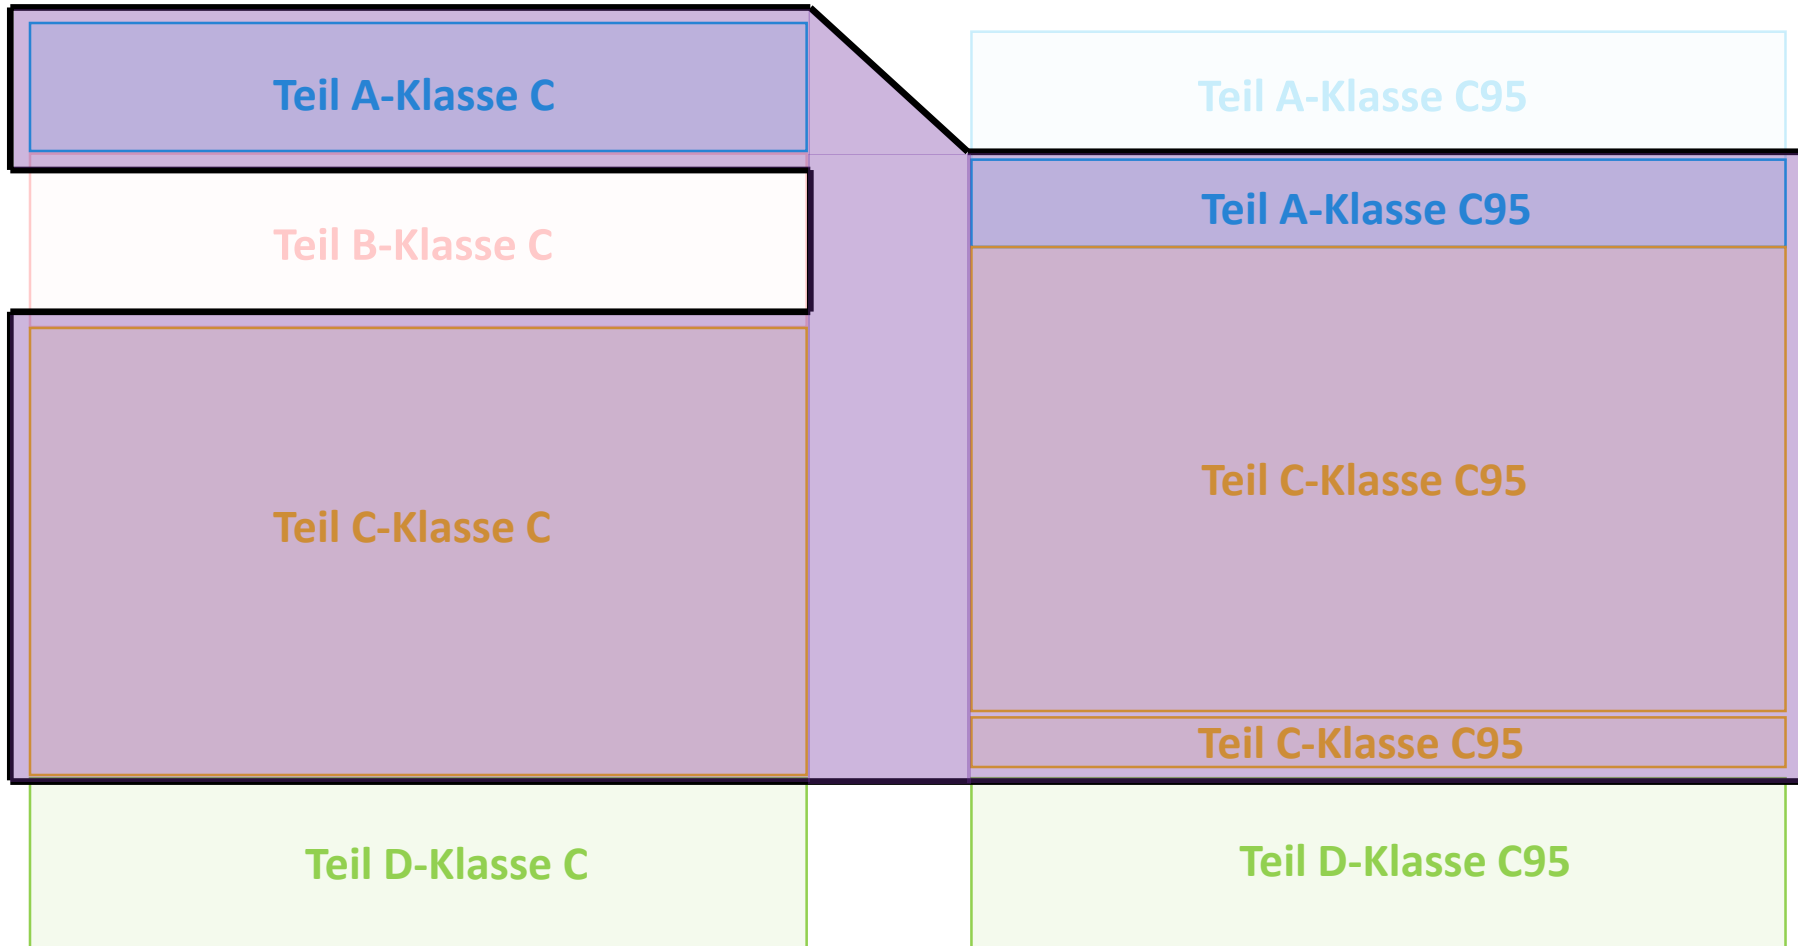 Teil A-Klasse C
Teil B-Klasse C
Teil C-Klasse C
Teil D-Klasse C
Teil A-Klasse C95
Teil A-Klasse C95
Teil C-Klasse C95
Teil C-Klasse C95
Teil D-Klasse C95